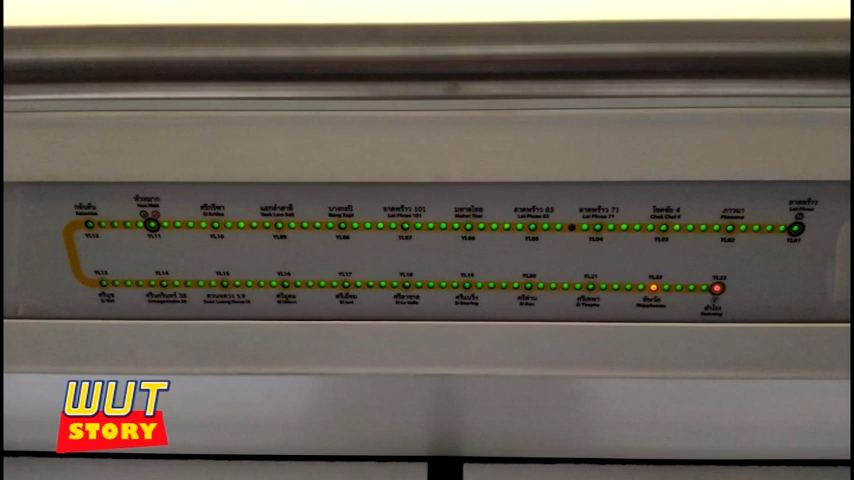 กลันตัน
หัวหมาก
Hua Mak
ศรีกรีฑา
Si Kritha
แยกลำสาลี
Yaek Lam Sali
บางกะปิ
Bang Kapi
ลาดพร้าว 101
Lat Phrao 101
มหาดไทย
Mahat Thai
ลาดพร้าว 83
Lat Phrao 83
ลาดพร้าว 71
Lat Phrao 71
โชคชัย 4
Chok Chai 4
ภาวนา
Phawana
ลาดพร้าว
Lat Phrao
YL12
YL11
YL10
YL09
YL08
YL07
YL06
YL05
YL04
YL03
YL02
YL01
YL13
YL14
YL15
YL16
YL17
YL18
YL19
YL20
YL21
YL22
YL23
ศรีนุช
Si Nut
ศรีนครินทร์ 38
Srinagarindra 38
สวนหลวง ร.9
Suan Luang Rama IX
ศรีอุดม
Si Udom
ศรีเอี่ยม
Si Iam
ศรีลาซาล
Si La Salle
ศรีแบริ่ง
Si Bearing
ศรีด่าน
Si Dan
ศรีเทพา
Si Thepha
ทิพวัล
Thipphawan
สำโรง
Samrong
WUT
STORY